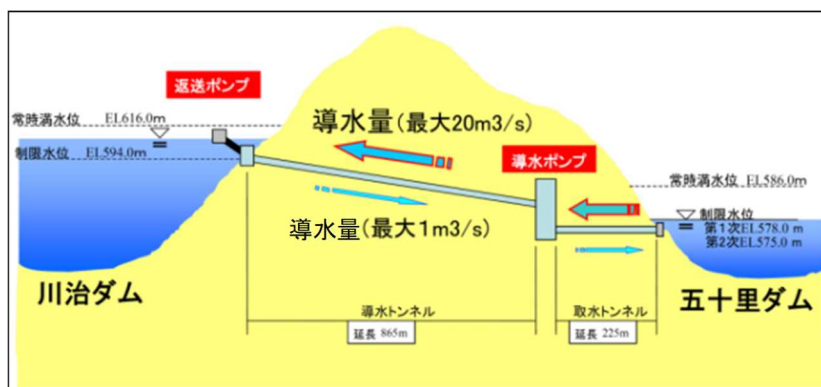 返送ポンプ
常時満水位 EL616.0m
導水量(最大20m3/s)
制限水位 EL594.0m
導水ポンプ
常時満水位 EL586.0m
制限水位
第1次EL578.0 m
第2次EL575.0 m
導水量(最大1m3/s)
川治ダム
五十里ダム
導水トンネル
延長 865m
取水トンネル
延長 225m